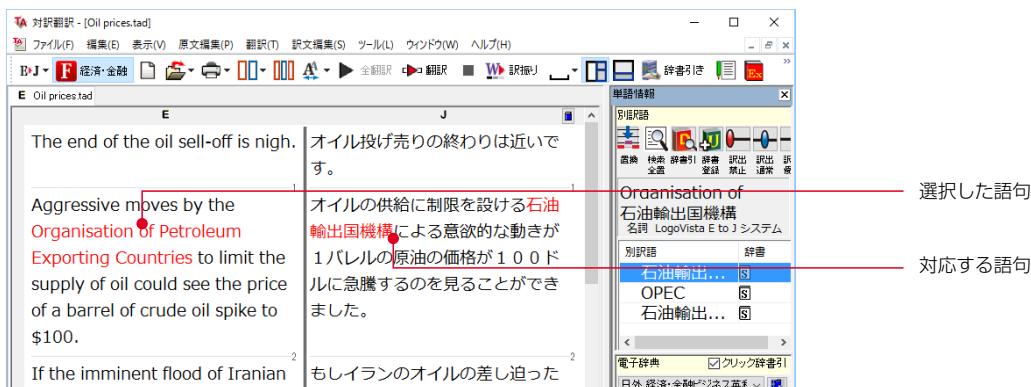 対訳翻訳 - [Oil prices.tad]
ファイル(F) 編集(E) 表示(V) 原文編集(P) 翻訳(T) 訳文編集(S) ツール(L) ウィンドウ(W) ヘルプ(H)
E▸J 経済・金融 全翻訳 翻訳 訳振り 辞書引き Ex
E Oil prices.tad
E J
The end of the oil sell-off is nigh.
オイル投げ売りの終わりは近いで
す。
1 1
Aggressive moves by the
Organisation of Petroleum
Exporting Countries to limit the
supply of oil could see the price
of a barrel of crude oil spike to
$100.
オイルの供給に制限を設ける石油
輸出国機構による意欲的な動きが
１バレルの原油の価格が１００ド
ルに急騰するのを見ることができ
ました。
2 2
If the imminent flood of Iranian
もしイランのオイルの差し迫った
単語情報
別訳語
置換 検索全置 辞書引 辞書登録 訳出禁止 訳出通常
Organisation of
石油輸出国機構
名詞 LogoVista E to J システム
別訳語 辞書
石油輸出... S
OPEC S
石油輸出... S
電子辞典 クリック辞書引
選択した語句
対応する語句